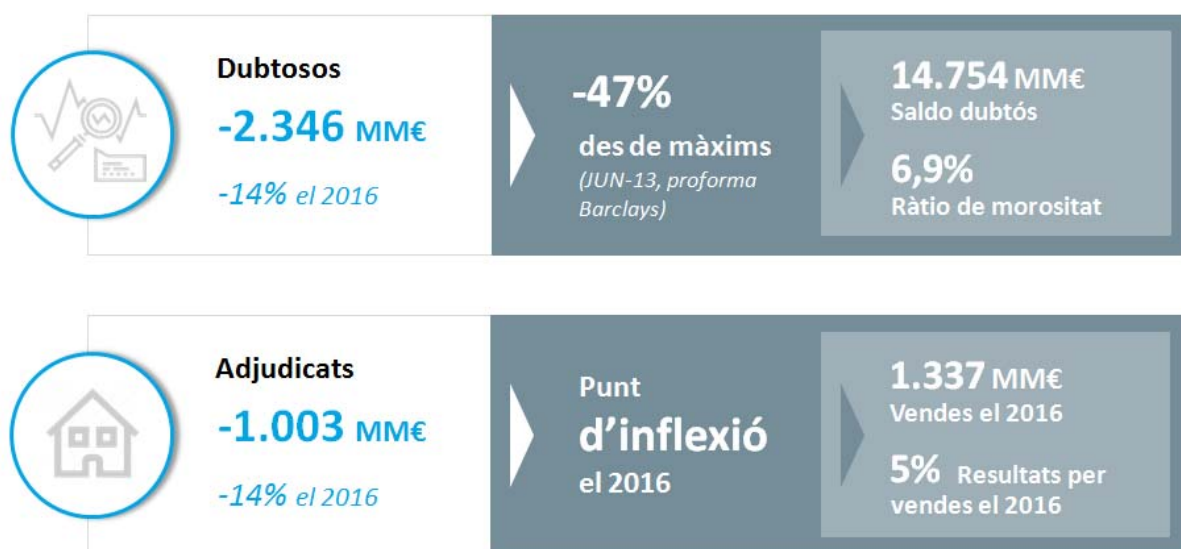 Dubtosos
-2.346 MM€
-14% el 2016
-47%
des de màxims
(JUN-13, proforma
Barclays)
14.754 MM€
Saldo dubtós
6,9%
Ràtio de morositat
Adjudicats
-1.003 MM€
-14% el 2016
Punt
d’inflexió
el 2016
1.337 MM€
Vendes el 2016
5% Resultats per
vendes el 2016